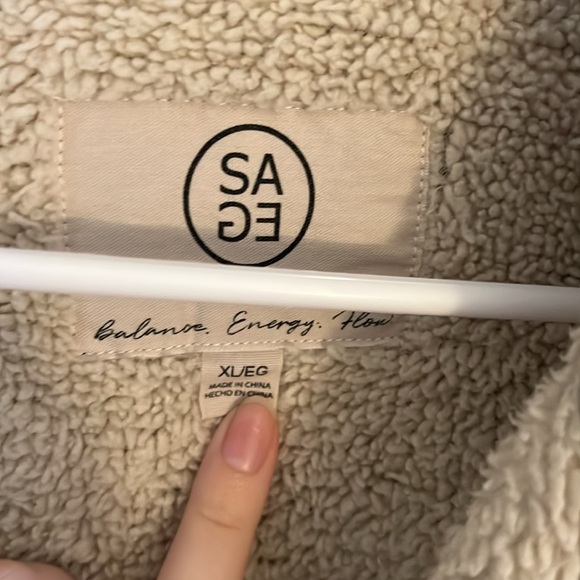 SA
GE
Balance. Energy. Flow
XL/EG
MADE IN CHINA
HECHO EN CHINA